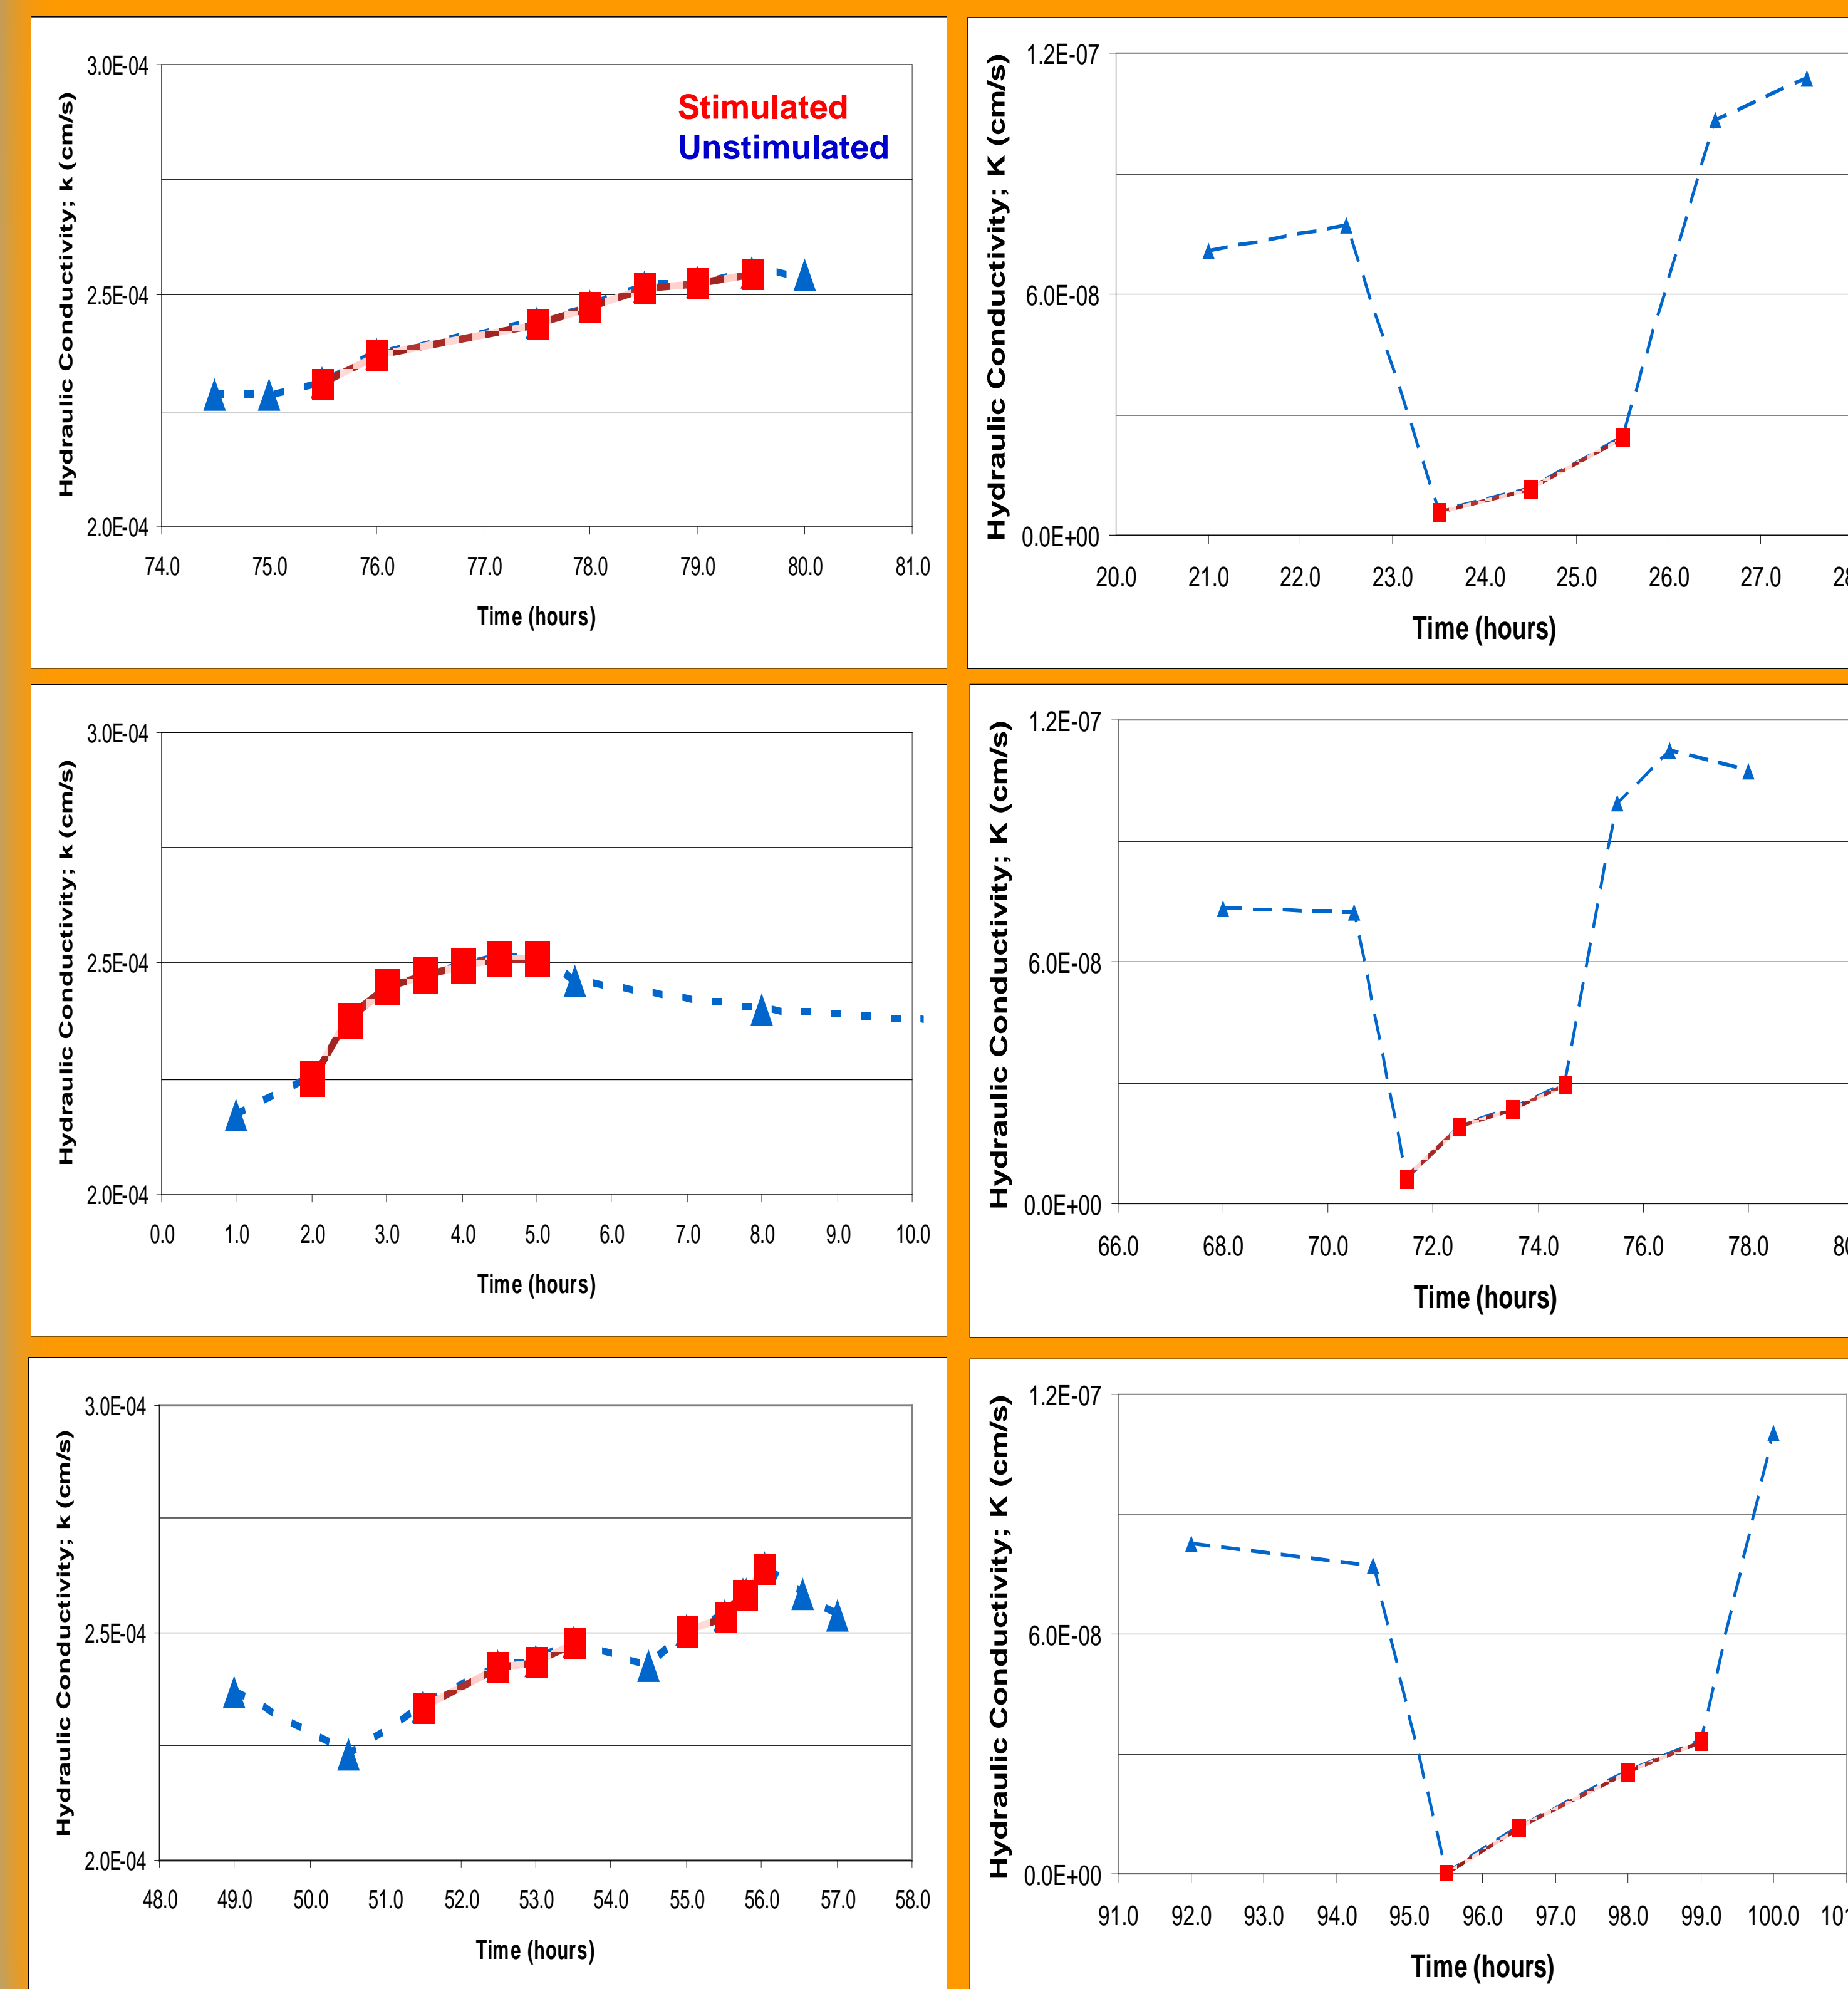 Hydraulic Conductivity; k (cm/s)
3.0E-04
2.5E-04
2.0E-04
Stimulated
Unstimulated
74.0 75.0 76.0 77.0 78.0 79.0 80.0 81.0
Time (hours)
Hydraulic Conductivity; K (cm/s)
1.2E-07
6.0E-08
0.0E+00
20.0 21.0 22.0 23.0 24.0 25.0 26.0 27.0
Time (hours)
Hydraulic Conductivity; k (cm/s)
3.0E-04
2.5E-04
2.0E-04
0.0 1.0 2.0 3.0 4.0 5.0 6.0 7.0 8.0 9.0 10.0
Time (hours)
Hydraulic Conductivity; K (cm/s)
1.2E-07
6.0E-08
0.0E+00
66.0 68.0 70.0 72.0 74.0 76.0 78.0
Time (hours)
Hydraulic Conductivity; k (cm/s)
3.0E-04
2.5E-04
2.0E-04
48.0 49.0 50.0 51.0 52.0 53.0 54.0 55.0 56.0 57.0 58.0
Time (hours)
Hydraulic Conductivity; K (cm/s)
1.2E-07
6.0E-08
0.0E+00
91.0 92.0 93.0 94.0 95.0 96.0 97.0 98.0 99.0 100.0
Time (hours)